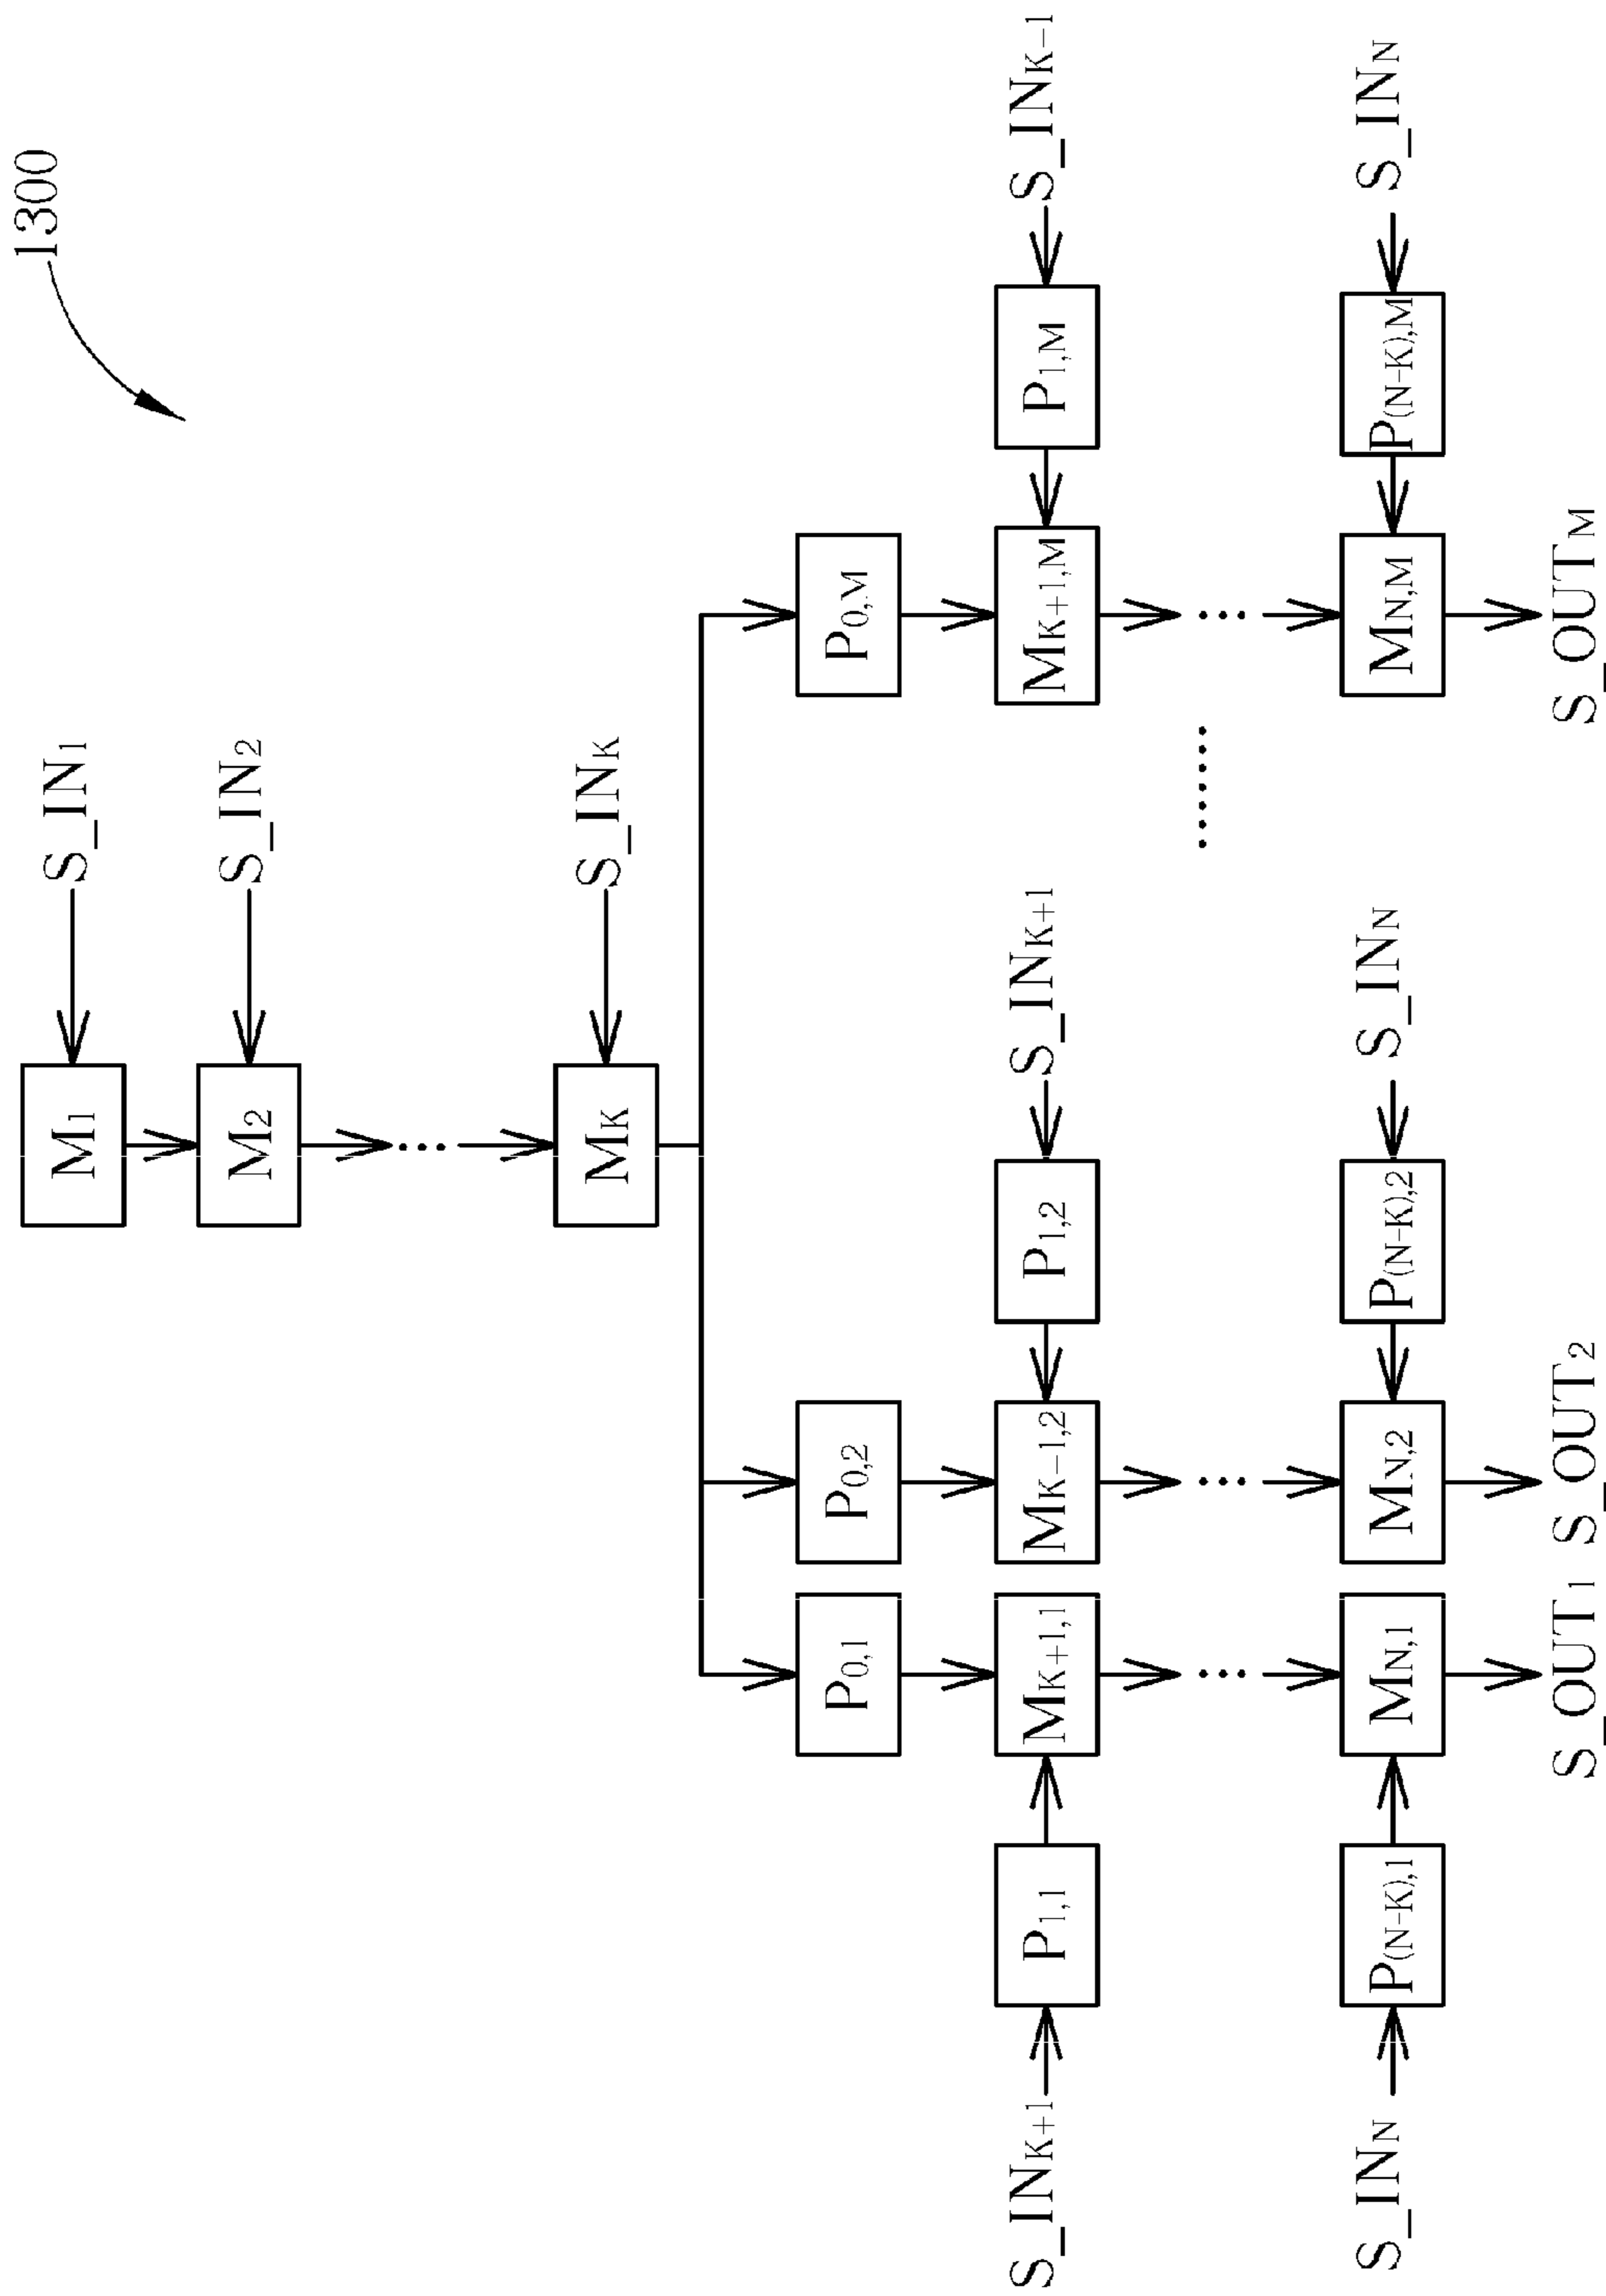 1300
M1
S_IN1
M2
S_IN2
...
MK
S_INK
P0,1
P0,2
P0,M
S_INK+1
P1,1
MK+1,1
MK-1,2
P1,2
S_INK+1
MK+1,M
P1,M
S_INK-1
...
...
......
...
S_INN
P(N-K),1
MN,1
MN,2
P(N-K),2
S_INN
MN,M
P(N-K),M
S_INN
S_OUT1
S_OUT2
S_OUTM